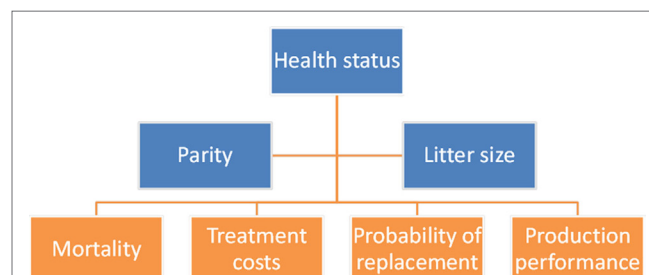 Health status
Parity
Litter size
Mortality
Treatment
costs
Probability of
replacement
Production
performance